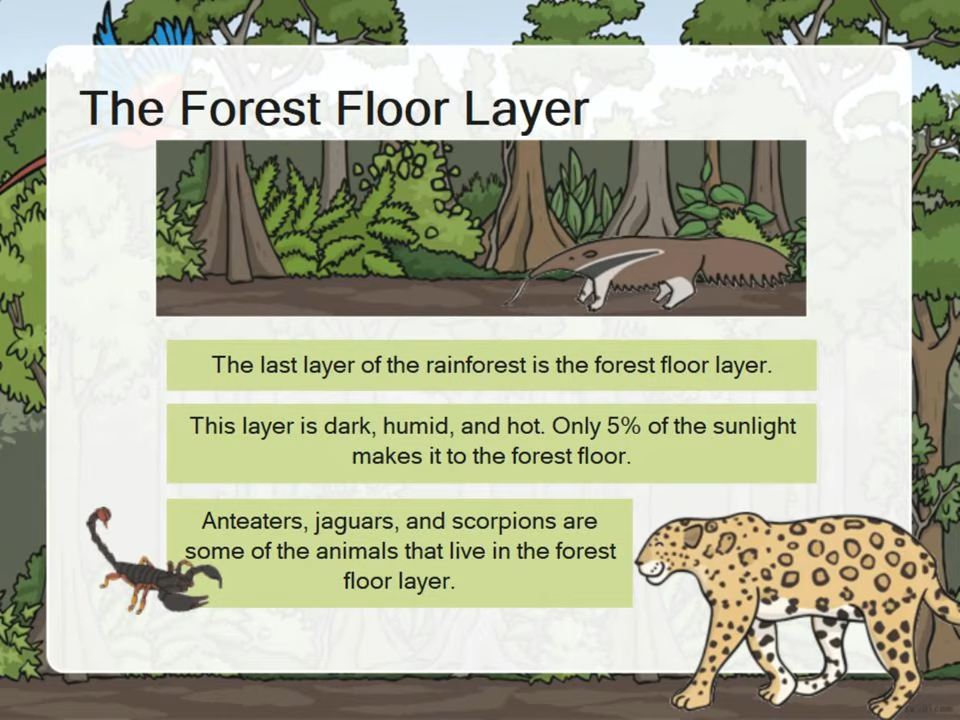 The Forest Floor Layer
The last layer of the rainforest is the forest floor layer.
This layer is dark, humid, and hot. Only 5% of the sunlight
makes it to the forest floor.
Anteaters, jaguars, and scorpions are
some of the animals that live in the forest
floor layer.